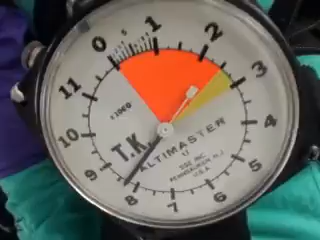 0
1
2
3
4
5
6
7
8
9
10
11
x1000'
T.K.
ALTIMASTER
II
SSE INC.
PENNSAUKEN N.J.
U.S.A.